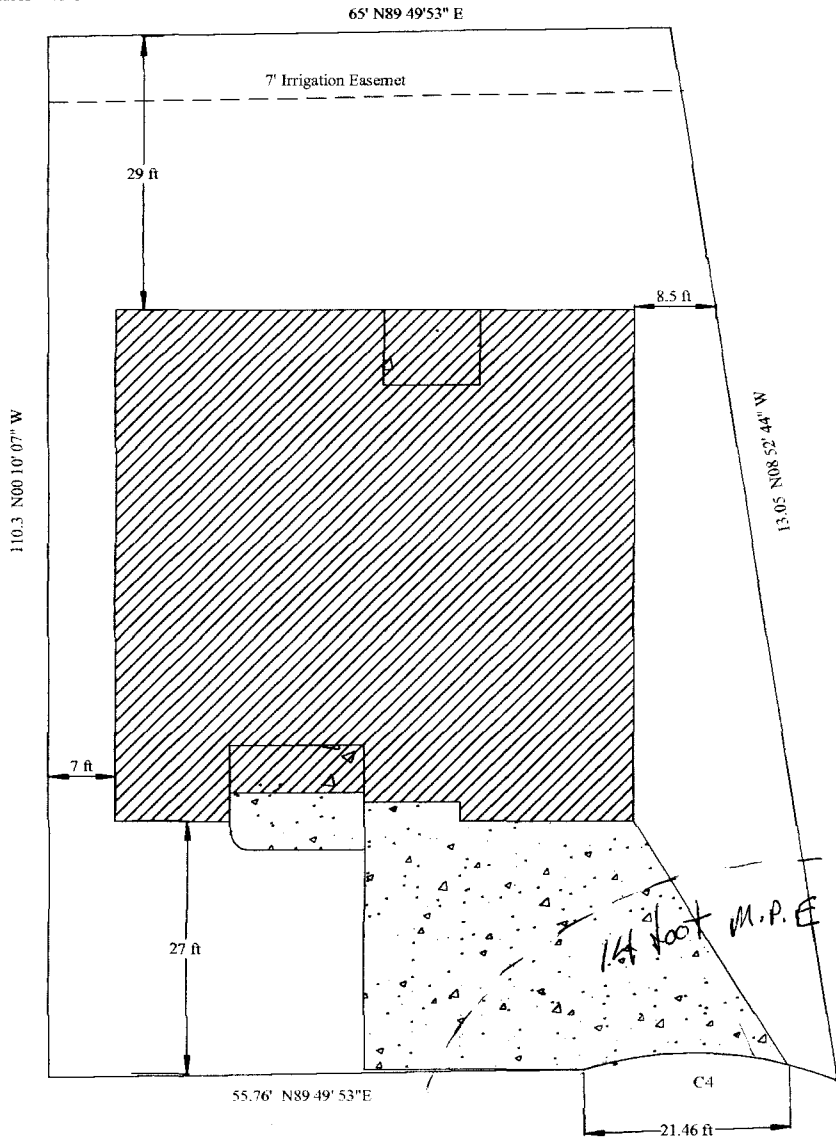 65' N89 49'53" E
7' Irrigation Easemet
29 ft
8.5 ft
110.3 N00 10' 07" W
13.05 N08 52' 44" W
7 ft
27 ft
14 foot M.P.E
55.76' N89 49' 53"E
C4
21.46 ft